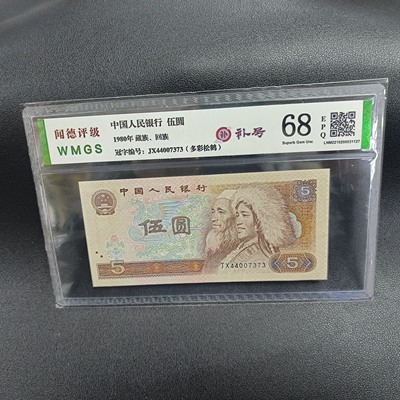 闻德评级
WMGS
中国人民银行 伍圆
1980年 藏族、回族
冠字编号：JX44007373（多彩松鹤）
补号
68
EPQ
Superb Gem Unc
中国人民银行
伍圆
5
5
JX44007373